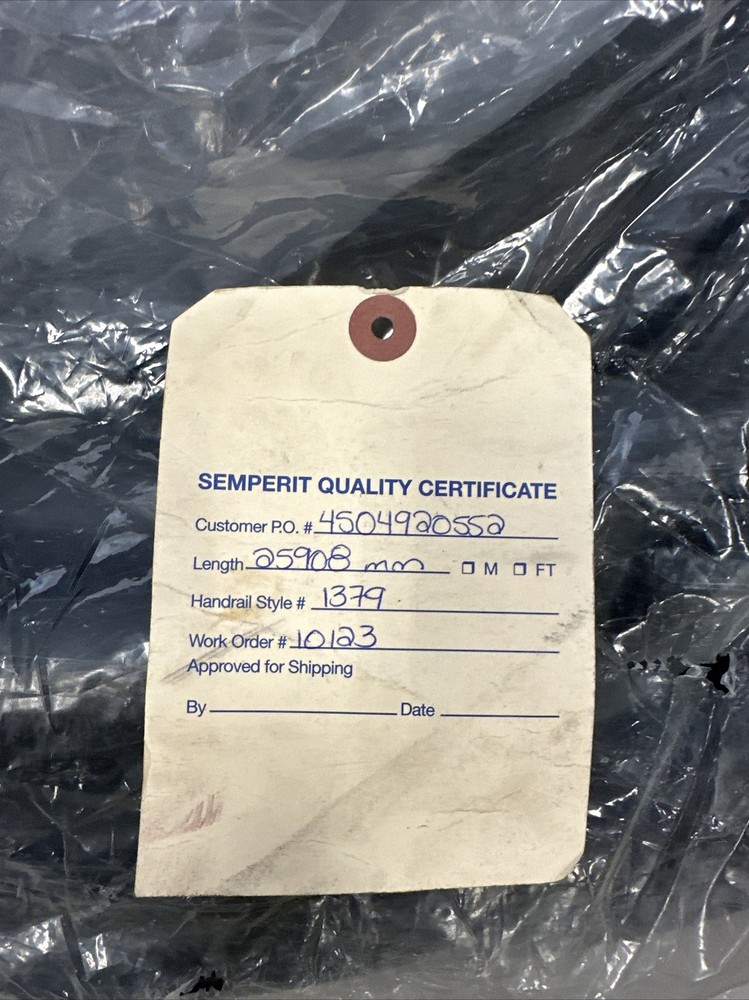 SEMPERIT QUALITY CERTIFICATE
Customer P.O. # 4504920552
Length 25908 mm ☐ M ☐ FT
Handrail Style # 1379
Work Order # 10123
Approved for Shipping
By Date